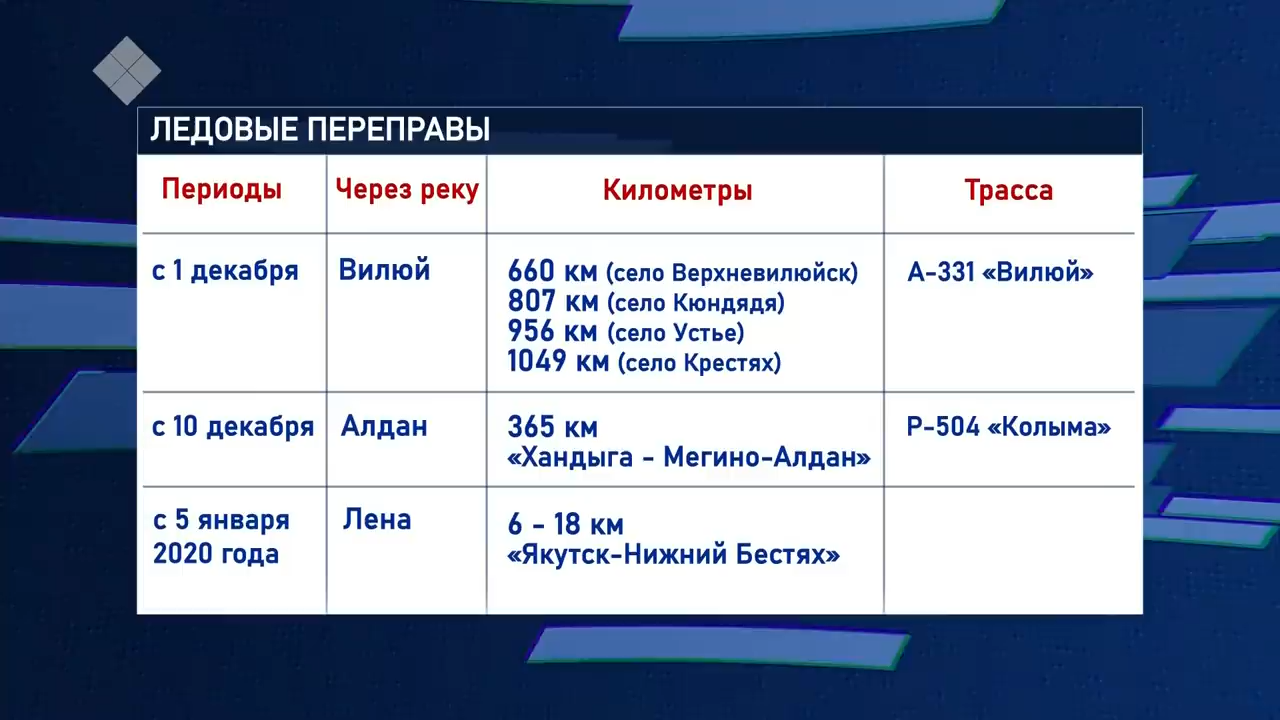 ЛЕДОВЫЕ ПЕРЕПРАВЫ
Периоды Через реку Километры Трасса
с 1 декабря Вилюй 660 км (село Верхневилюйск) А-331 «Вилюй»
807 км (село Кюндядя)
956 км (село Устье)
1049 км (село Крестях)
с 10 декабря Алдан 365 км Р-504 «Колыма»
«Хандыга - Мегино-Алдан»
с 5 января Лена 6 - 18 км
2020 года «Якутск-Нижний Бестях»